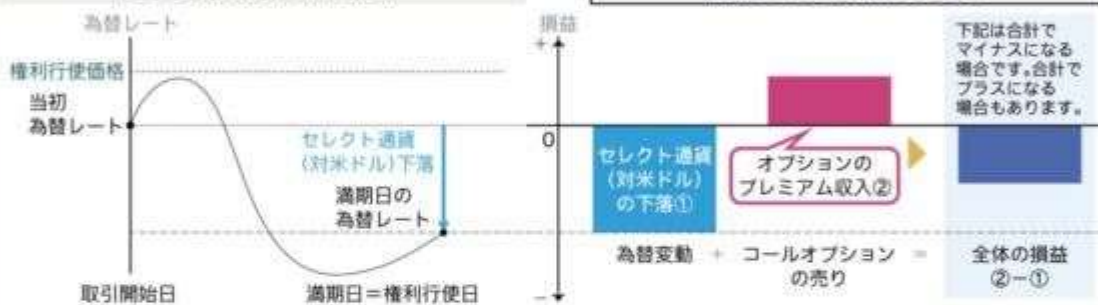 為替レート
権利行使価格
当初
為替レート
セレクト通貨
(対米ドル)下落
満期日の
為替レート
取引開始日
満期日=権利行使日
損益
+
0
−
セレクト通貨
(対米ドル)
の下落①
オプションの
プレミアム収入②
下記は合計で
マイナスになる
場合です。合計で
プラスになる
場合もあります。
為替変動 + コールオプション = 全体の損益
の売り ②−①